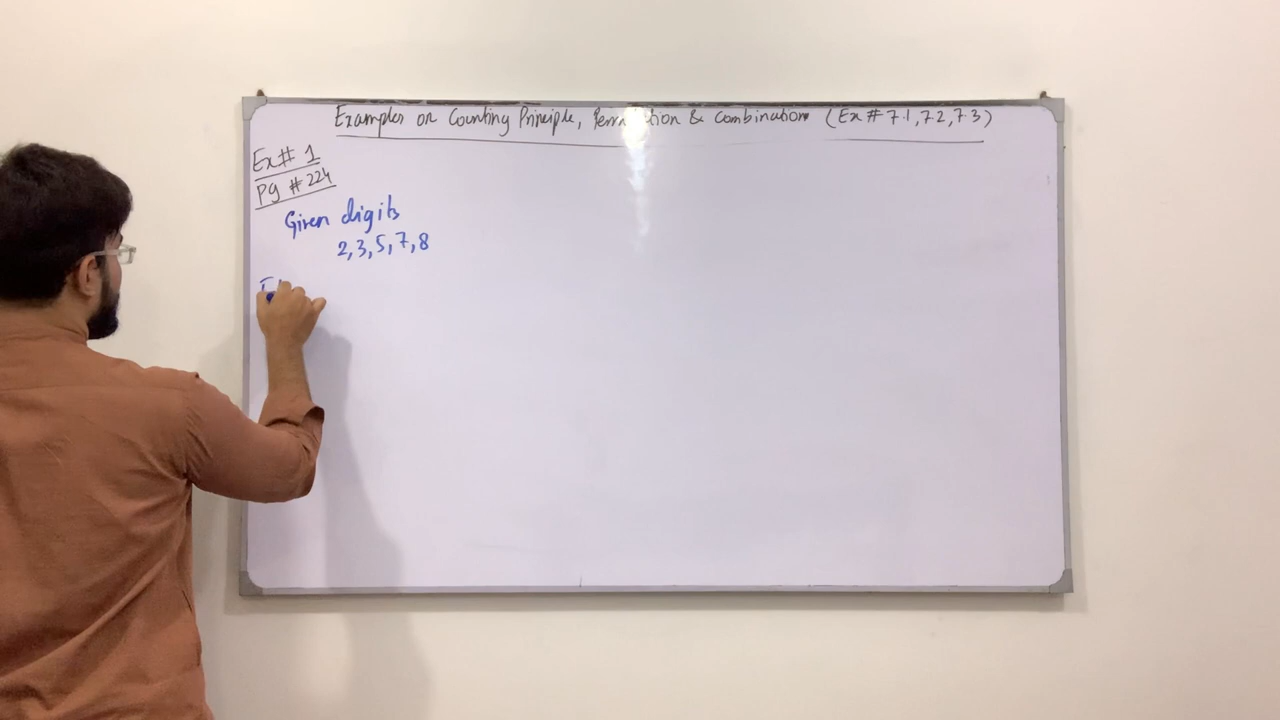 Examples on Counting Principle, & Combination (Ex # 7.1, 7.2, 7.3)
Ex# 1
Pg # 224
Given digits
2, 3, 5, 7, 8